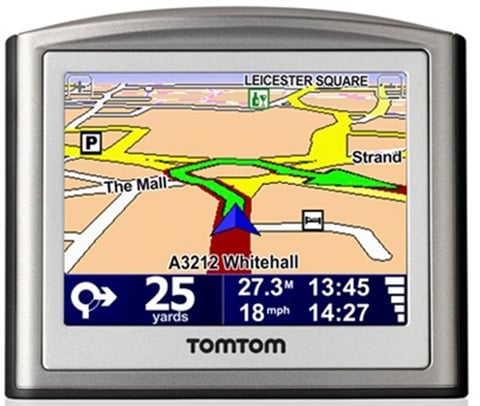 LEICESTER SQUARE
P
Strand
The Mall
A3212 Whitehall
25 27.3M 13:45
yards 18mph 14:27
TOMTOM